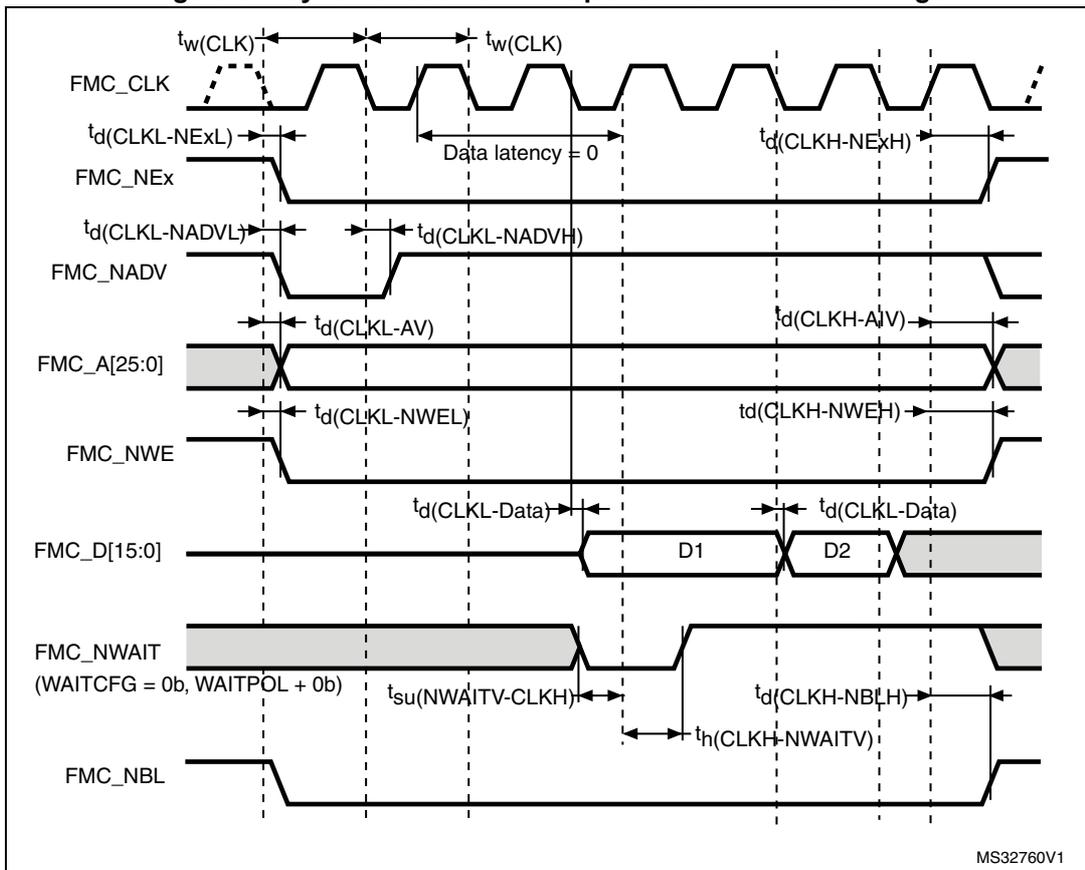 tw(CLK) tw(CLK)
FMC_CLK
td(CLKL-NExL) Data latency = 0 td(CLKH-NExH)
FMC_NEx
td(CLKL-NADVL) td(CLKL-NADVH)
FMC_NADV
td(CLKL-AV) td(CLKH-AIV)
FMC_A[25:0]
td(CLKL-NWEL) td(CLKH-NWEH)
FMC_NWE
td(CLKL-Data) td(CLKL-Data)
FMC_D[15:0] D1 D2
FMC_NWAIT
(WAITCFG = 0b, WAITPOL + 0b)
tsu(NWAITV-CLKH) td(CLKH-NBLH)
th(CLKH-NWAITV)
FMC_NBL
MS32760V1